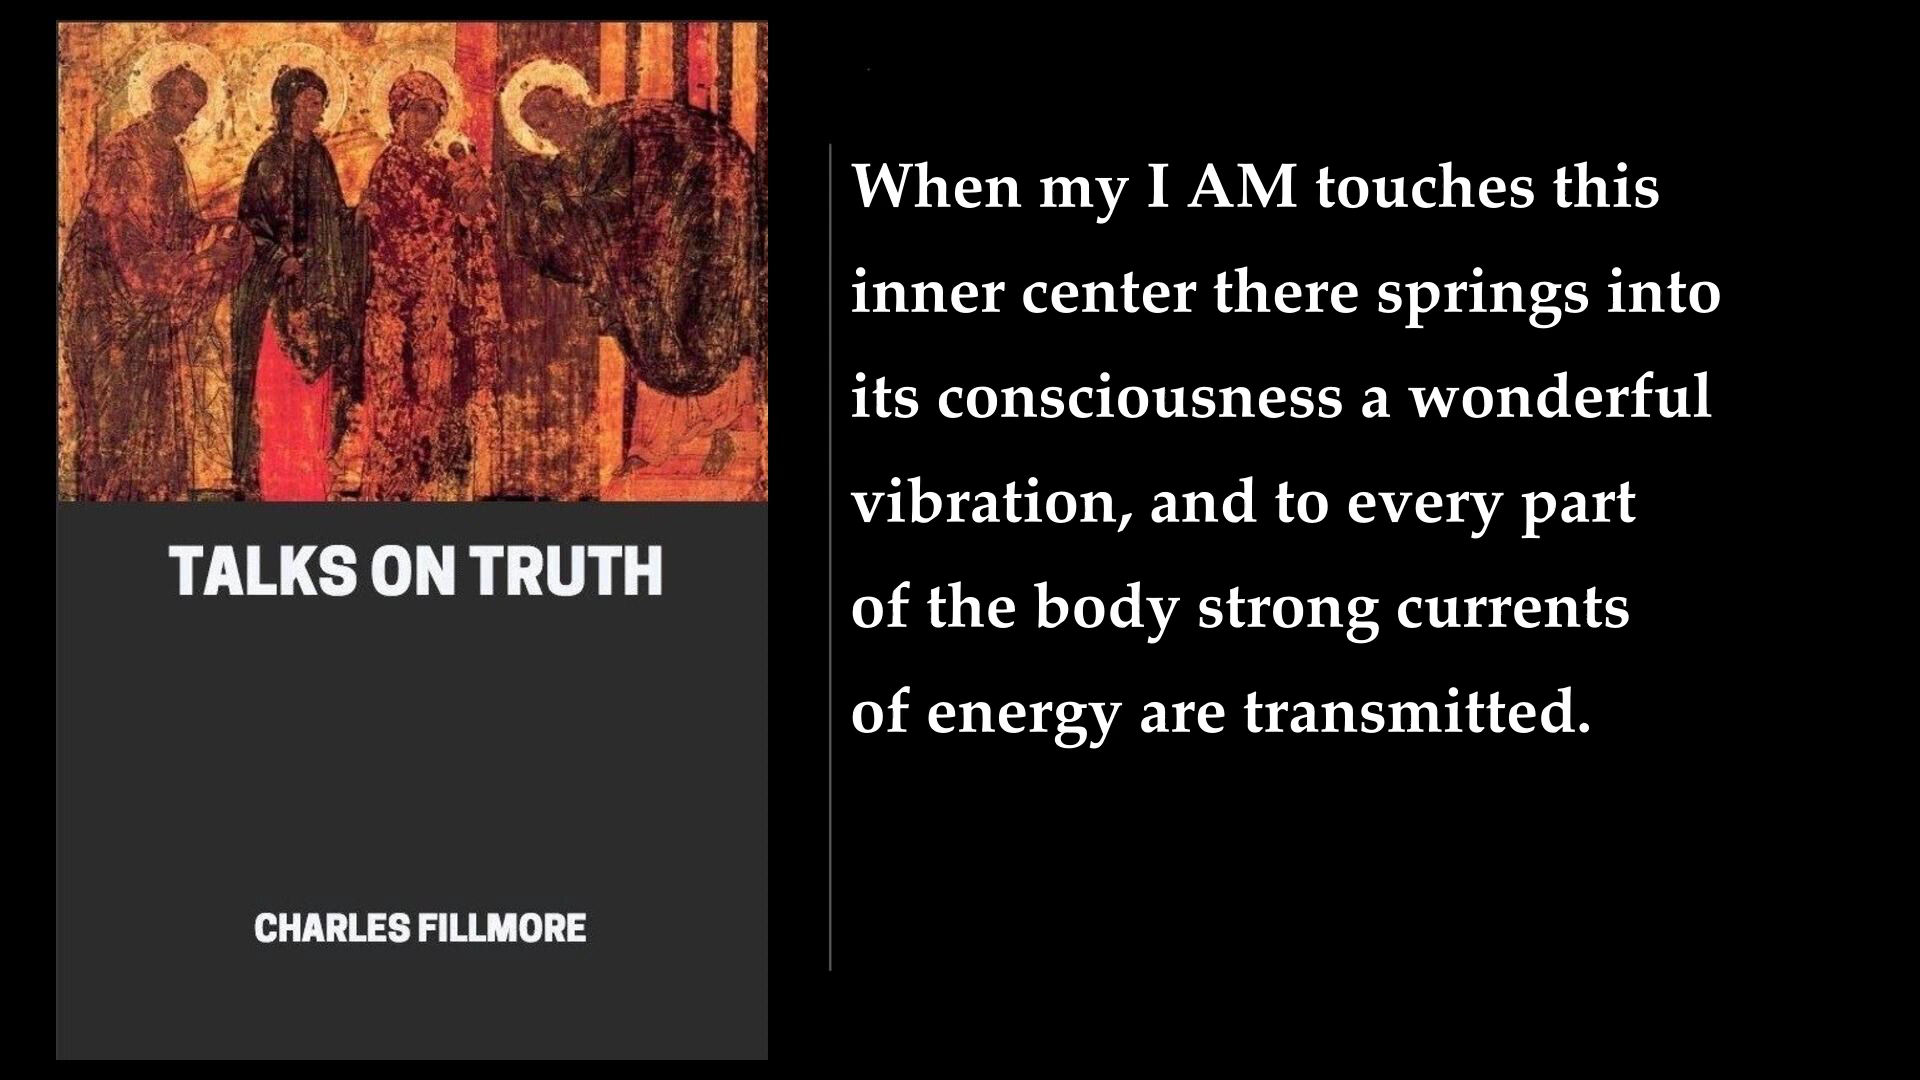 TALKS ON TRUTH
CHARLES FILLMORE
When my I AM touches this
inner center there springs into
its consciousness a wonderful
vibration, and to every part
of the body strong currents
of energy are transmitted.